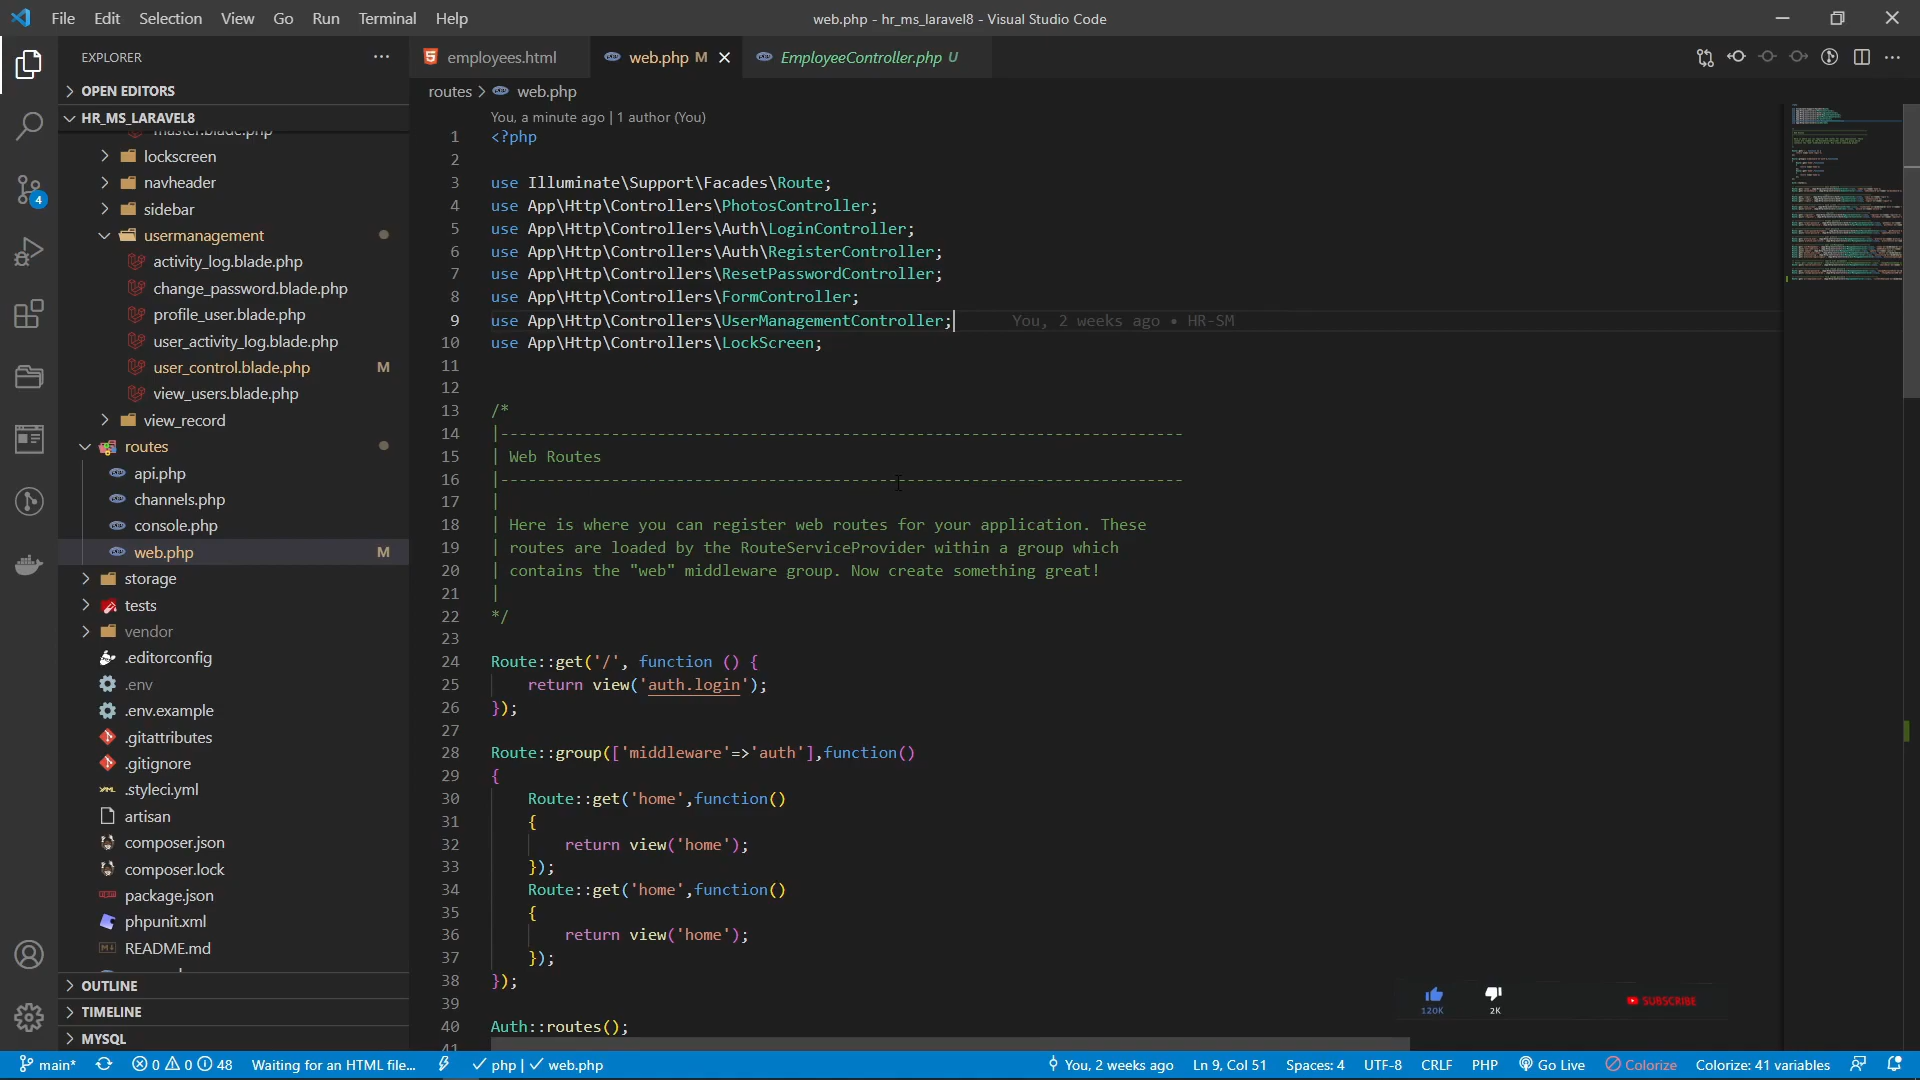 File Edit Selection View Go Run Terminal Help
web.php - hr_ms_laravel8 - Visual Studio Code
EXPLORER
OPEN EDITORS
HR_MS_LARAVEL8
master.blade.php
lockscreen
navheader
sidebar
usermanagement
activity_log.blade.php
change_password.blade.php
profile_user.blade.php
user_activity_log.blade.php
user_control.blade.php M
view_users.blade.php
view_record
routes
api.php
channels.php
console.php
web.php M
storage
tests
vendor
.editorconfig
.env
.env.example
.gitattributes
.gitignore
.styleci.yml
artisan
composer.json
composer.lock
package.json
phpunit.xml
README.md
OUTLINE
TIMELINE
MYSQL
4
employees.html web.php M EmployeeController.php U
routes > web.php
You, a minute ago | 1 author (You)
1 <?php
2
3 use Illuminate\Support\Facades\Route;
4 use App\Http\Controllers\PhotosController;
5 use App\Http\Controllers\Auth\LoginController;
6 use App\Http\Controllers\Auth\RegisterController;
7 use App\Http\Controllers\ResetPasswordController;
8 use App\Http\Controllers\FormController;
9 use App\Http\Controllers\UserManagementController; You, 2 weeks ago • HR-SM
10 use App\Http\Controllers\LockScreen;
11
12
13 /*
14 |--------------------------------------------------------------------------
15 | Web Routes
16 |--------------------------------------------------------------------------
17 |
18 | Here is where you can register web routes for your application. These
19 | routes are loaded by the RouteServiceProvider within a group which
20 | contains the "web" middleware group. Now create something great!
21 |
22 */
23
24 Route::get('/', function () {
25 return view('auth.login');
26 });
27
28 Route::group(['middleware'=>'auth'],function()
29 {
30 Route::get('home',function()
31 {
32 return view('home');
33 });
34 Route::get('home',function()
35 {
36 return view('home');
37 });
38 });
39
40 Auth::routes();
41
120K
2K
SUBSCRIBE
main* 0 0 48 Waiting for an HTML file... php | web.php You, 2 weeks ago Ln 9, Col 51 Spaces: 4 UTF-8 CRLF PHP Go Live Colorize Colorize: 41 variables